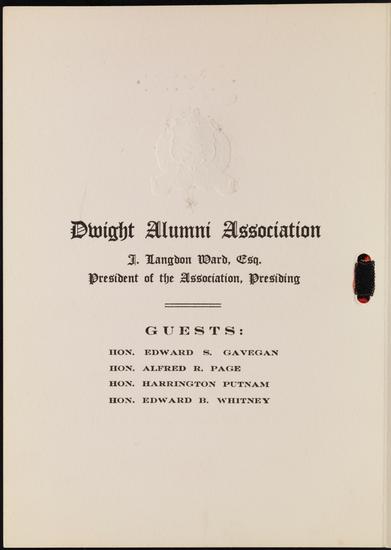 Dwight Alumni Association
J. Langdon Ward, Esq.
President of the Association, Presiding
GUESTS:
HON. EDWARD S. GAVEGAN
HON. ALFRED R. PAGE
HON. HARRINGTON PUTNAM
HON. EDWARD B. WHITNEY